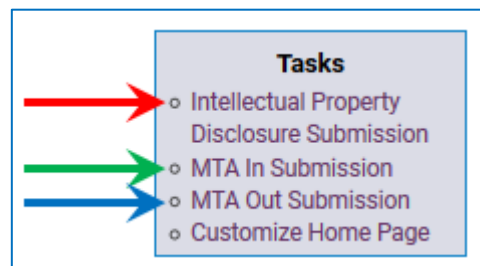 Tasks
Intellectual Property
Disclosure Submission
MTA In Submission
MTA Out Submission
Customize Home Page